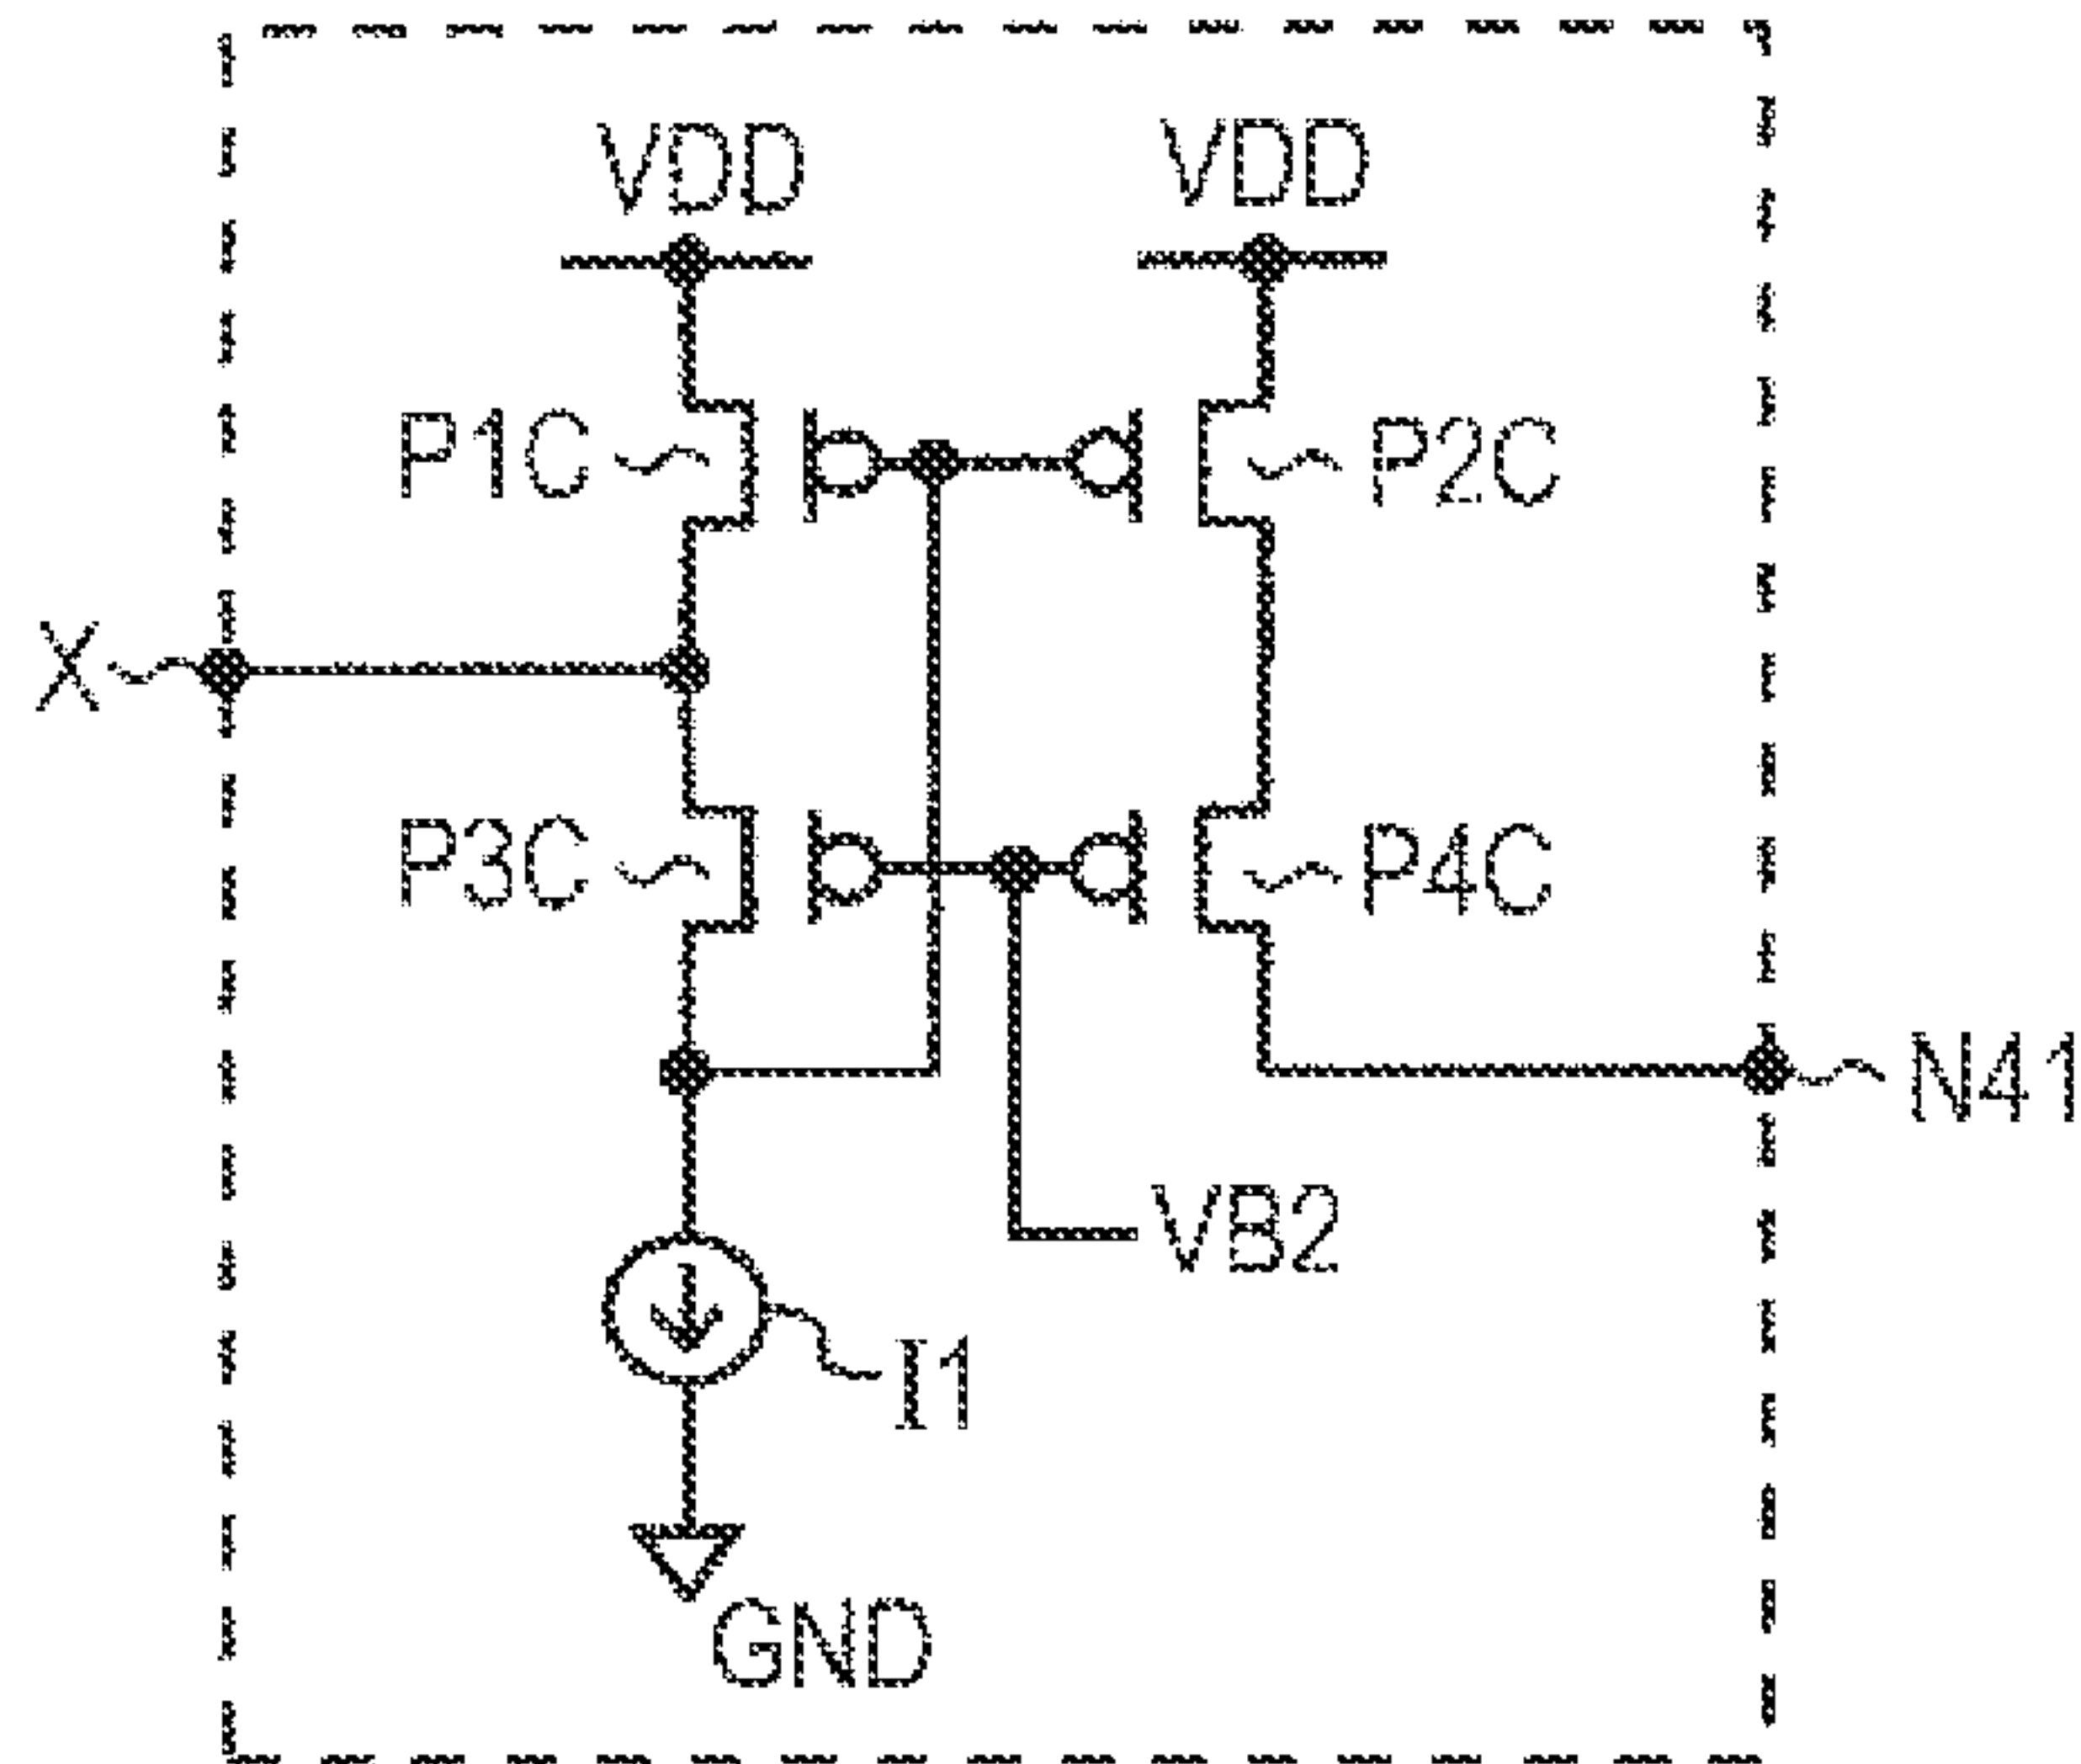 VDD VDD
P1C P2C
X
P3C P4C
N41
VB2
I1
GND